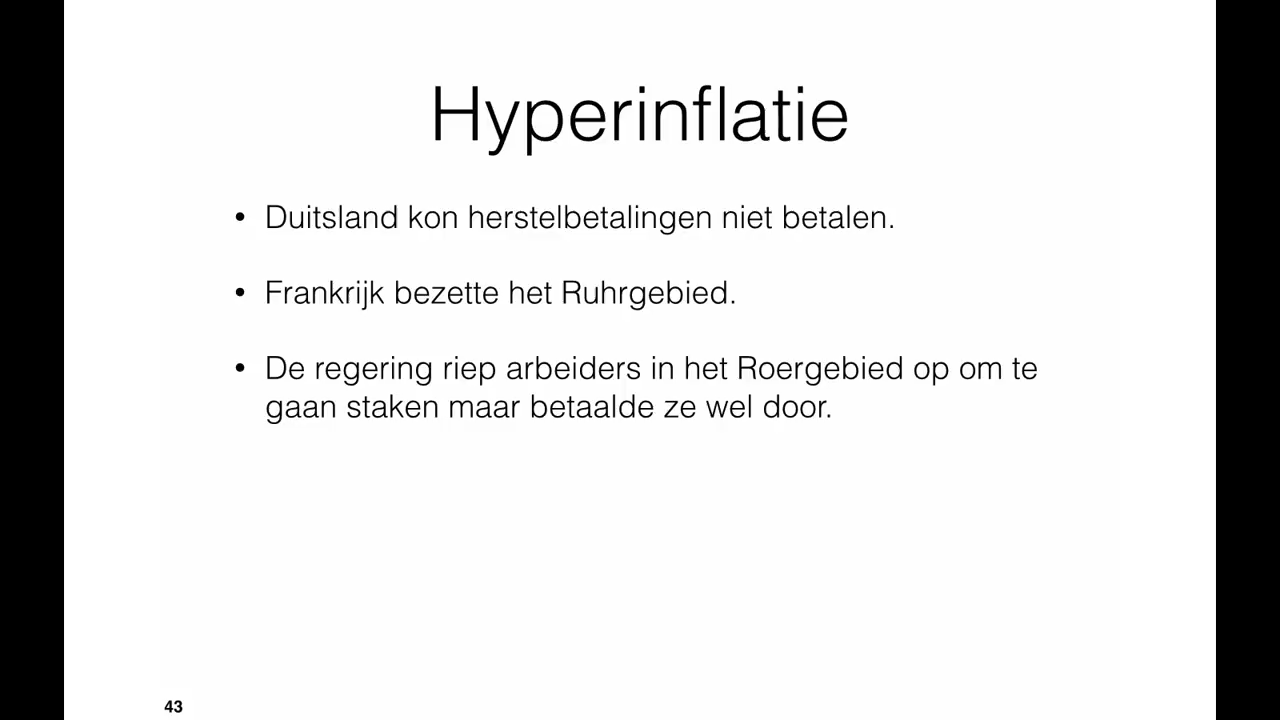 Hyperinflatie
• Duitsland kon herstelbetalingen niet betalen.
• Frankrijk bezette het Ruhrgebied.
• De regering riep arbeiders in het Roergebied op om te
gaan staken maar betaalde ze wel door.
43